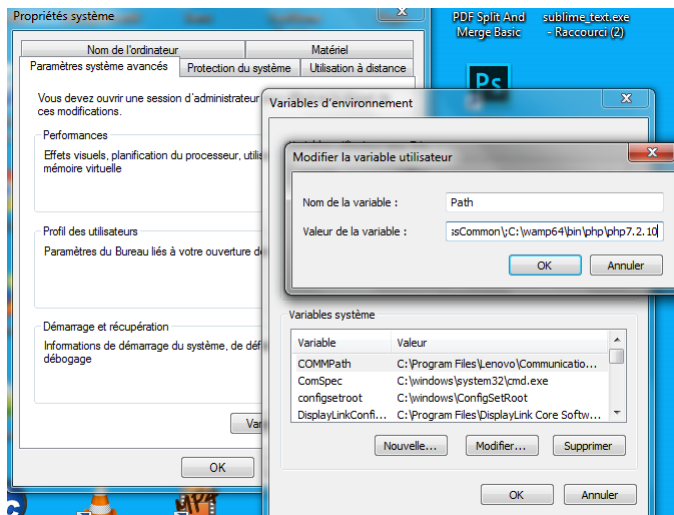 Propriétés système
PDF Split And Merge Basic
sublime_text.exe - Raccourci (2)
Nom de l'ordinateur
Matériel
Paramètres système avancés
Protection du système
Utilisation à distance
Ps
Vous devez ouvrir une session d'administrateur
ces modifications.
Variables d'environnement
Performances
Effets visuels, planification du processeur,
mémoire virtuelle
Modifier la variable utilisateur
Nom de la variable :
Path
Valeur de la variable :
sCommon\;C:\wamp64\bin\php\php7.2.10
OK
Annuler
Profil des utilisateurs
Paramètres du Bureau liés à votre ouverture
Démarrage et récupération
Informations de démarrage du système, de
débogage
Variables système
Variable
Valeur
COMMPath
C:\Program Files\Lenovo\Communicatio...
ComSpec
C:\windows\system32\cmd.exe
configsetroot
C:\windows\ConfigSetRoot
DisplayLinkConfi...
C:\Program Files\DisplayLink Core Softw...
Nouvelle...
Modifier...
Supprimer
OK
OK
Annuler
MP4